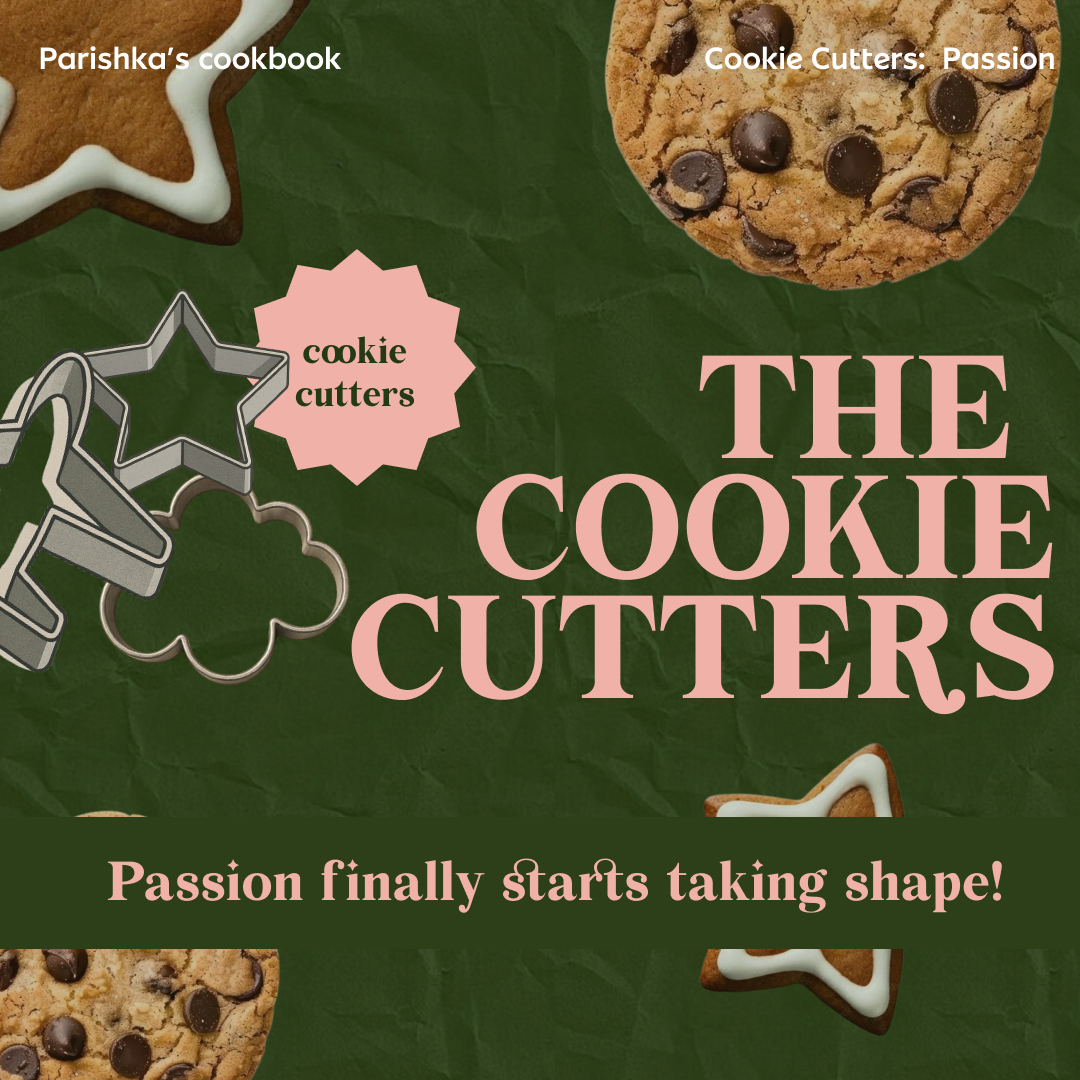 Parishka’s cookbook
Cookie Cutters: Passion
cookie
cutters
THE
COOKIE
CUTTERS
Passion finally starts taking shape!